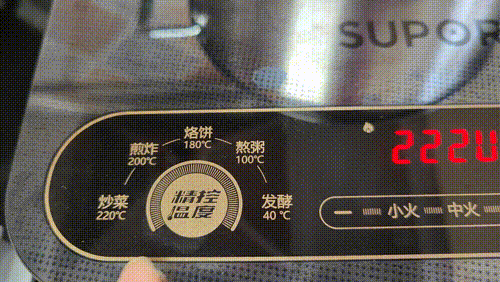 SUPOR
烙饼
180℃
煎炸
200℃
熬粥
100℃
炒菜
220℃
精控
温度
发酵
40 ℃
222U
小火
中火